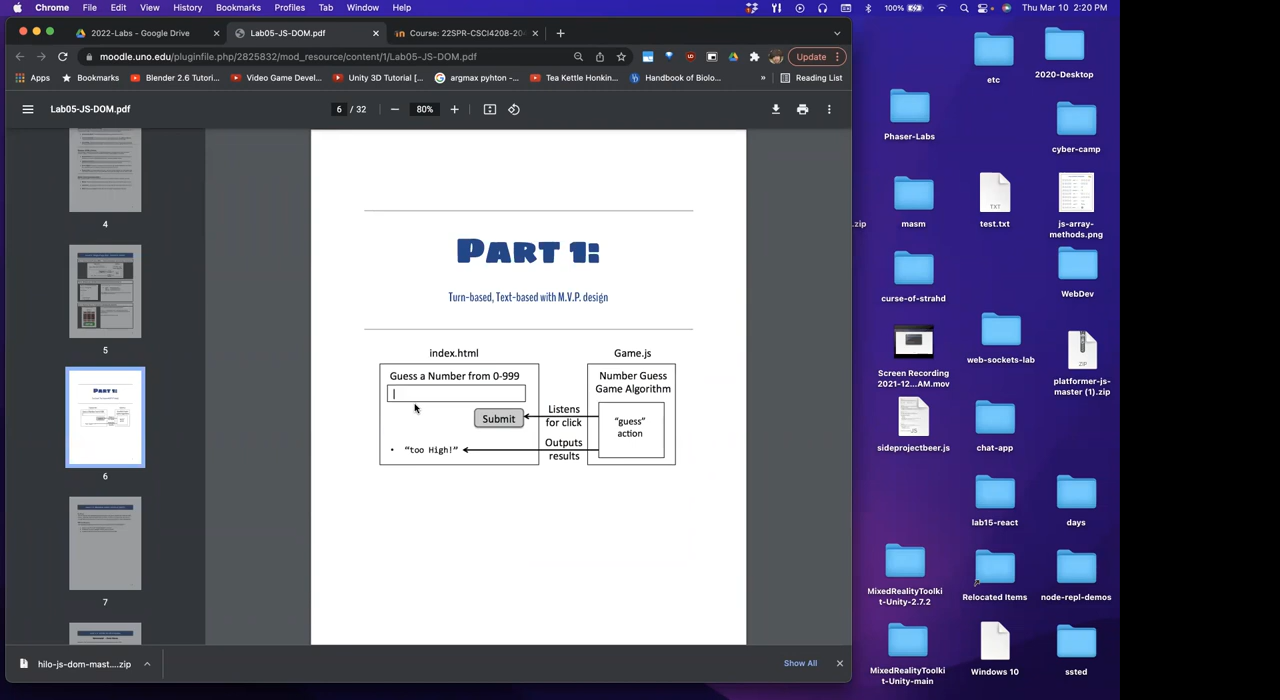 Chrome File Edit View History Bookmarks Profiles Tab Window Help
100% Thu Mar 10 2:20 PM
2022-Labs - Google Drive
Lab05-JS-DOM.pdf
Course: 22SPR-CSCI4208-20
moodle.uno.edu/pluginfile.php/2825832/mod_resource/content/1/Lab05-JS-DOM.pdf
Update
Apps Bookmarks Blender 2.6 Tutori... Video Game Devel... Unity 3D Tutorial [... argmax pyhton -... Tea Kettle Honkin... Handbook of Biolo... » Reading List
Lab05-JS-DOM.pdf
6 / 32
80%
4
5
6
7
PART 1:
Turn-based, Text-based with M.V.P. design
index.html
Game.js
Guess a Number from 0-999
Number Guess
Game Algorithm
Submit
Listens
for click
"guess"
action
• "too High!"
Outputs
results
hilo-js-dom-mast....zip
Show All
etc
2020-Desktop
Phaser-Labs
cyber-camp
masm
.zip
TXT
test.txt
js-array-
methods.png
curse-of-strahd
WebDev
Screen Recording
2021-12...AM.mov
web-sockets-lab
ZIP
platformer-js-
master (1).zip
sideprojectbeer.js
chat-app
lab15-react
days
MixedRealityToolki
t-Unity-2.7.2
Relocated Items
node-repl-demos
MixedRealityToolki
t-Unity-main
Windows 10
ssted